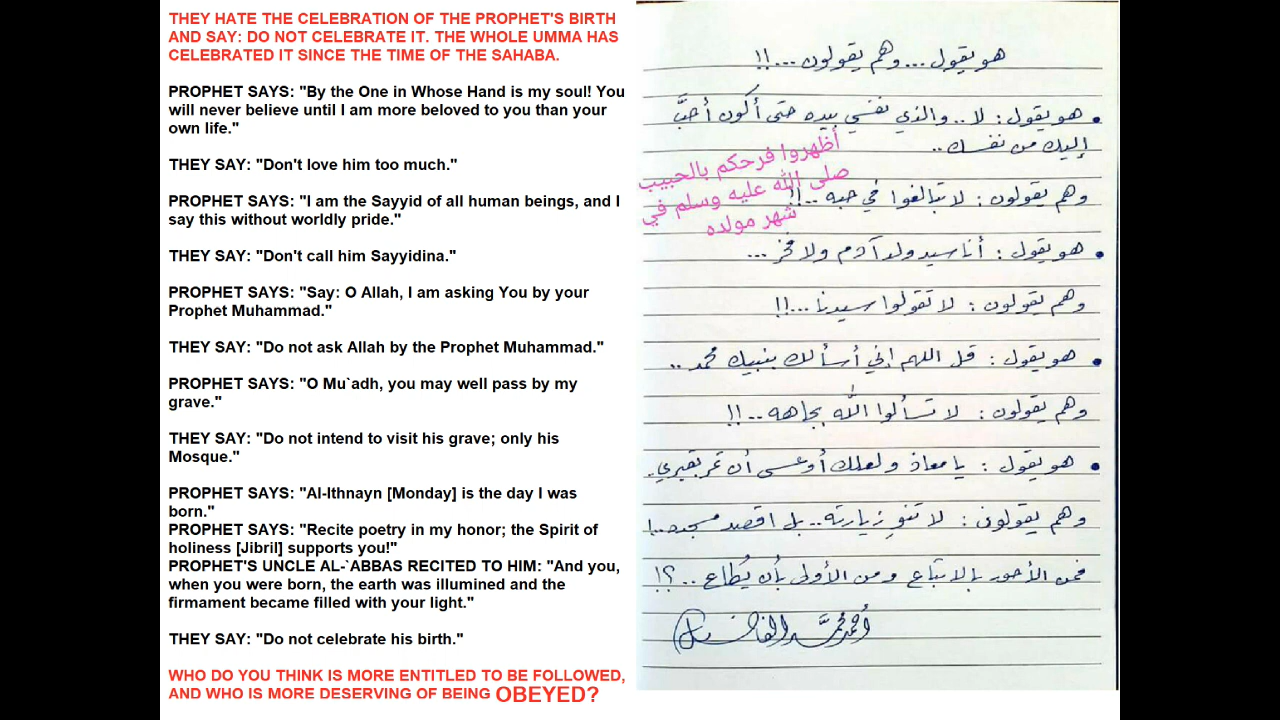 THEY HATE THE CELEBRATION OF THE PROPHET'S BIRTH
AND SAY: DO NOT CELEBRATE IT. THE WHOLE UMMA HAS
CELEBRATED IT SINCE THE TIME OF THE SAHABA.
PROPHET SAYS: "By the One in Whose Hand is my soul! You
will never believe until I am more beloved to you than your
own life."
THEY SAY: "Don't love him too much."
PROPHET SAYS: "I am the Sayyid of all human beings, and I
say this without worldly pride."
THEY SAY: "Don't call him Sayyidina."
PROPHET SAYS: "Say: O Allah, I am asking You by your
Prophet Muhammad."
THEY SAY: "Do not ask Allah by the Prophet Muhammad."
PROPHET SAYS: "O Mu`adh, you may well pass by my
grave."
THEY SAY: "Do not intend to visit his grave; only his
Mosque."
PROPHET SAYS: "Al-Ithnayn [Monday] is the day I was
born."
PROPHET SAYS: "Recite poetry in my honor; the Spirit of
holiness [Jibril] supports you!"
PROPHET'S UNCLE AL-`ABBAS RECITED TO HIM: "And you,
when you were born, the earth was illumined and the
firmament became filled with your light."
THEY SAY: "Do not celebrate his birth."
WHO DO YOU THINK IS MORE ENTITLED TO BE FOLLOWED,
AND WHO IS MORE DESERVING OF BEING OBEYED?
هو يقول ... وهم يقولون ...!!
• هو يقول: لا.. والذي نفسي بيده حتى أكون أحبَّ
إليك من نفسك..
أظهروا فرحكم بالحبيب
صلى الله عليه وسلم في
شهر مولده
وهم يقولون: لا تبالغوا في حبه ..!!
• هو يقول: أنا سيد ولد آدم ولا فخر ...
وهم يقولون: لا تقولوا سيدنا ...!!
• هو يقول: قل اللهم إني أسألك بنبيك محمد ..
وهم يقولون: لا تسألوا الله بجاهه ..!!
• هو يقول: يا معاذ ولعلك أو عسى أن تمر بقبري..
وهم يقولون: لا تنوِ زيارته.. بل اقصد مسجده..!
فمن الأجور بالاتباع ومن الأولى بأن يُطاع ..؟!
أحمد محمَّد الفاضل